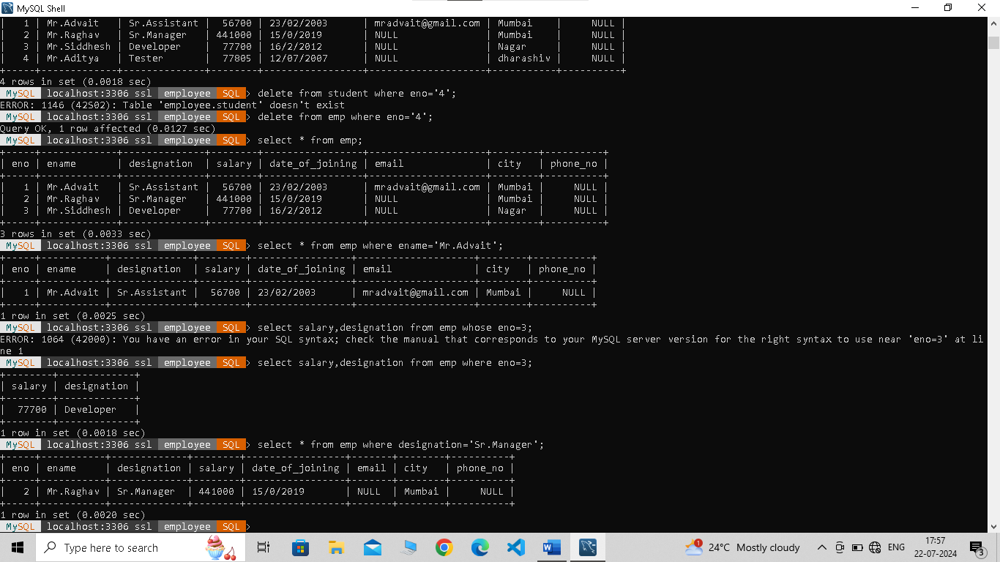 MySQL Shell
|   1 | Mr.Advait   | Sr.Assistant |  56700 | 23/02/2003      | mradvait@gmail.com | Mumbai    |     NULL |
|   2 | Mr.Raghav   | Sr.Manager   | 441000 | 15/0/2019       | NULL               | Mumbai    |     NULL |
|   3 | Mr.Siddhesh | Developer    |  77700 | 16/2/2012       | NULL               | Nagar     |     NULL |
|   4 | Mr.Aditya   | Tester       |  77805 | 12/07/2007      | NULL               | dharashiv |     NULL |
+-----+-------------+--------------+--------+-----------------+--------------------+-----------+----------+
4 rows in set (0.0018 sec)
MySQL localhost:3306 ssl employee SQL > delete from student where eno='4';
ERROR: 1146 (42S02): Table 'employee.student' doesn't exist
MySQL localhost:3306 ssl employee SQL > delete from emp where eno='4';
Query OK, 1 row affected (0.0127 sec)
MySQL localhost:3306 ssl employee SQL > select * from emp;
+-----+-------------+--------------+--------+-----------------+--------------------+--------+----------+
| eno | ename       | designation  | salary | date_of_joining | email              | city   | phone_no |
+-----+-------------+--------------+--------+-----------------+--------------------+--------+----------+
|   1 | Mr.Advait   | Sr.Assistant |  56700 | 23/02/2003      | mradvait@gmail.com | Mumbai |     NULL |
|   2 | Mr.Raghav   | Sr.Manager   | 441000 | 15/0/2019       | NULL               | Mumbai |     NULL |
|   3 | Mr.Siddhesh | Developer    |  77700 | 16/2/2012       | NULL               | Nagar  |     NULL |
+-----+-------------+--------------+--------+-----------------+--------------------+--------+----------+
3 rows in set (0.0033 sec)
MySQL localhost:3306 ssl employee SQL > select * from emp where ename='Mr.Advait';
+-----+-----------+--------------+--------+-----------------+--------------------+--------+----------+
| eno | ename     | designation  | salary | date_of_joining | email              | city   | phone_no |
+-----+-----------+--------------+--------+-----------------+--------------------+--------+----------+
|   1 | Mr.Advait | Sr.Assistant |  56700 | 23/02/2003      | mradvait@gmail.com | Mumbai |     NULL |
+-----+-----------+--------------+--------+-----------------+--------------------+--------+----------+
1 row in set (0.0025 sec)
MySQL localhost:3306 ssl employee SQL > select salary,designation from emp whose eno=3;
ERROR: 1064 (42000): You have an error in your SQL syntax; check the manual that corresponds to your MySQL server version for the right syntax to use near 'eno=3' at li
ne 1
MySQL localhost:3306 ssl employee SQL > select salary,designation from emp where eno=3;
+--------+-------------+
| salary | designation |
+--------+-------------+
|  77700 | Developer   |
+--------+-------------+
1 row in set (0.0018 sec)
MySQL localhost:3306 ssl employee SQL > select * from emp where designation='Sr.Manager';
+-----+-----------+-------------+--------+-----------------+-------+--------+----------+
| eno | ename     | designation | salary | date_of_joining | email | city   | phone_no |
+-----+-----------+-------------+--------+-----------------+-------+--------+----------+
|   2 | Mr.Raghav | Sr.Manager  | 441000 | 15/0/2019       | NULL  | Mumbai |     NULL |
+-----+-----------+-------------+--------+-----------------+-------+--------+----------+
1 row in set (0.0020 sec)
MySQL localhost:3306 ssl employee SQL >
Type here to search
1
24°C Mostly cloudy
ENG
17:57
22-07-2024
3